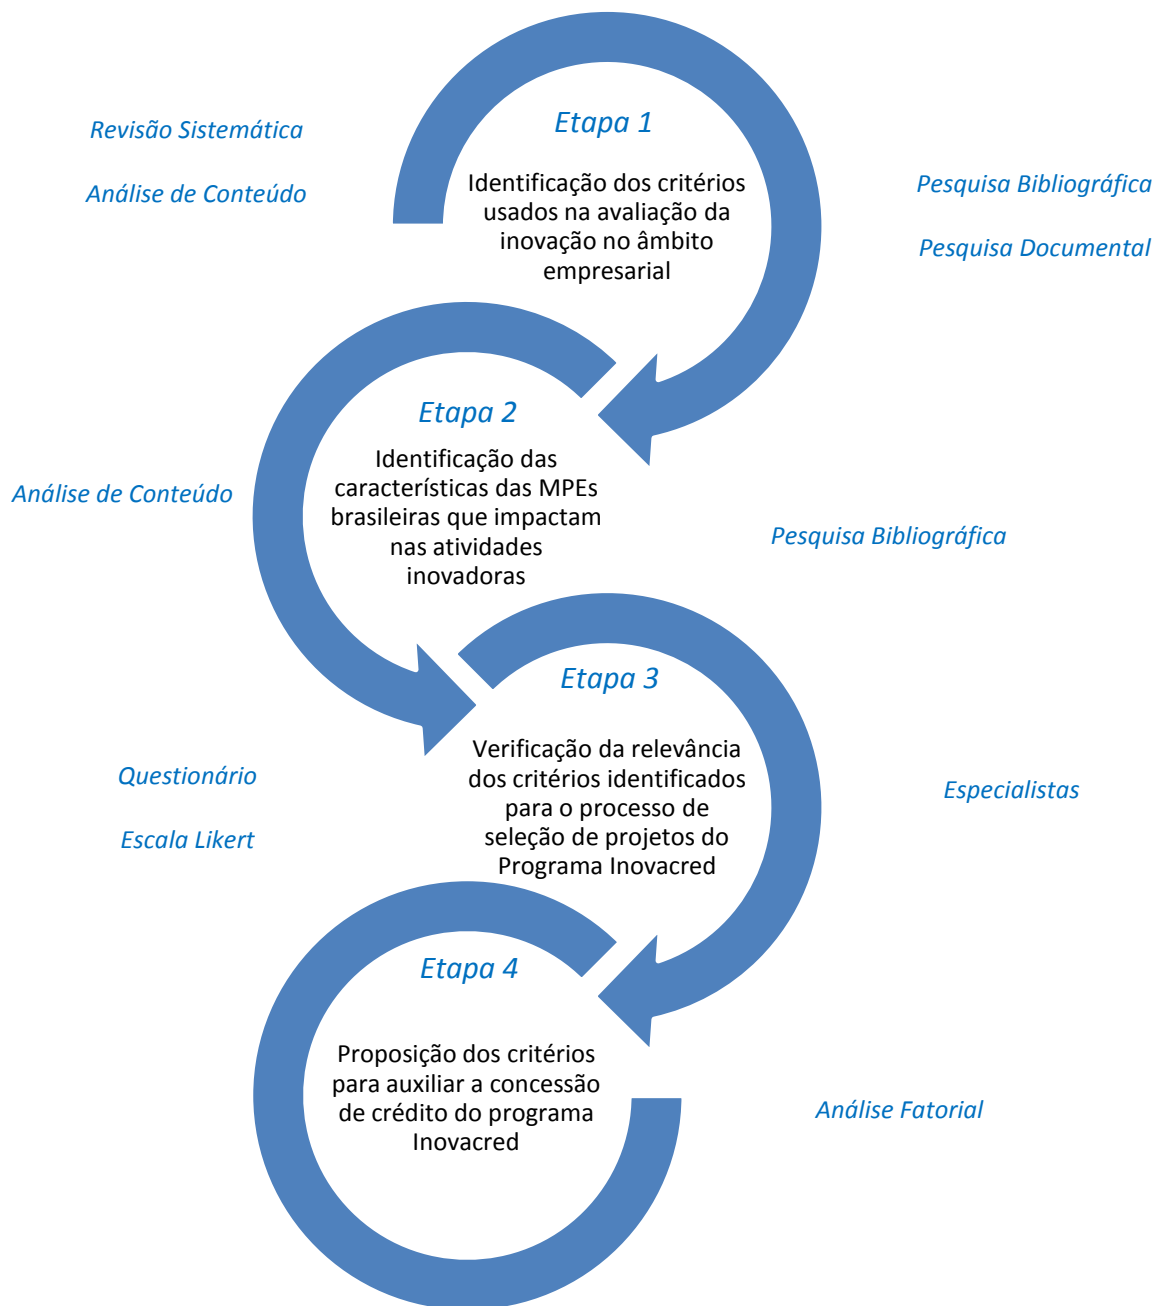 Etapa 1
Revisão Sistemática
Análise de Conteúdo
Identificação dos critérios
usados na avaliação da
inovação no âmbito
empresarial
Pesquisa Bibliográfica
Pesquisa Documental
Etapa 2
Análise de Conteúdo
Identificação das
características das MPEs
brasileiras que impactam
nas atividades
inovadoras
Pesquisa Bibliográfica
Etapa 3
Questionário
Escala Likert
Verificação da relevância
dos critérios identificados
para o processo de
seleção de projetos do
Programa Inovacred
Especialistas
Etapa 4
Proposição dos critérios
para auxiliar a concessão
de crédito do programa
Inovacred
Análise Fatorial